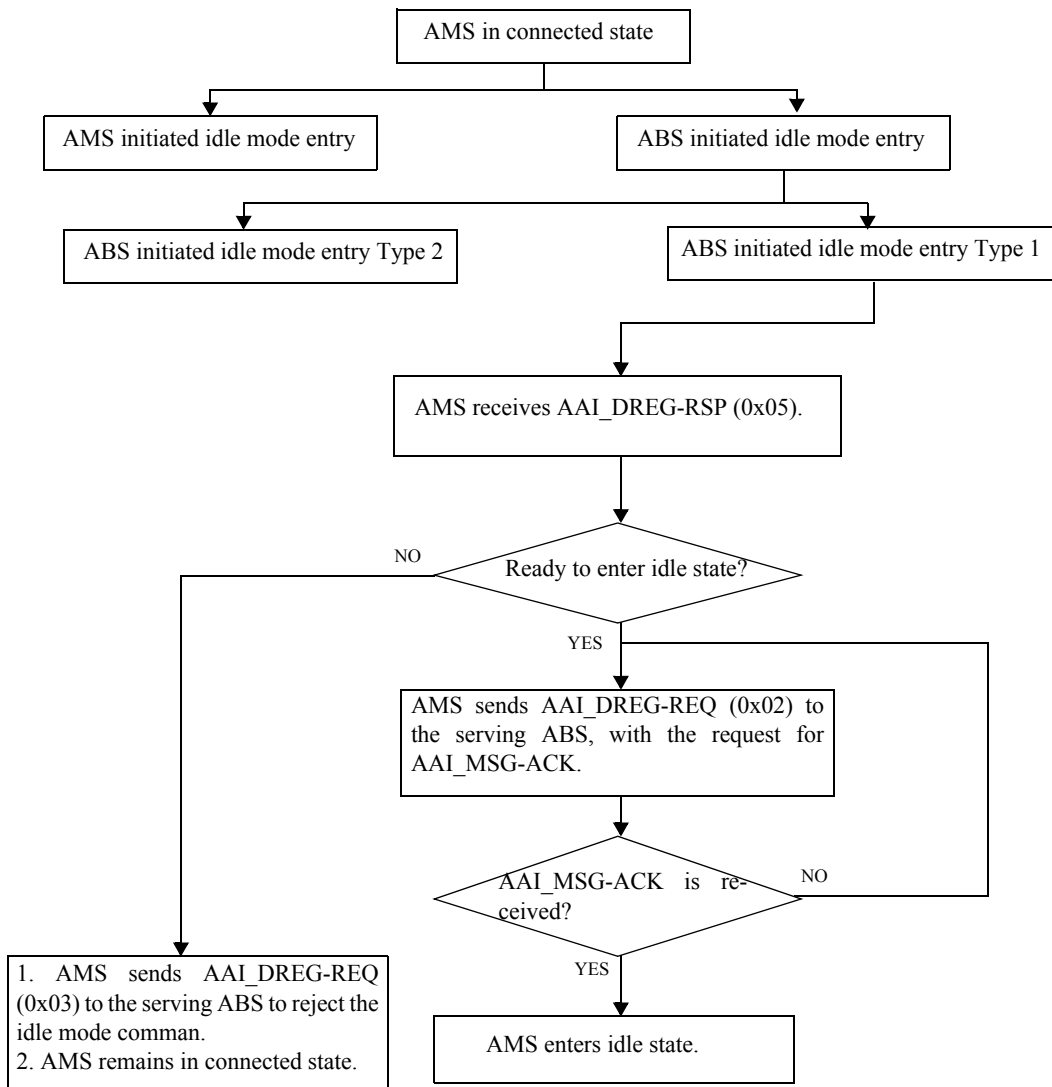 AMS in connected state
AMS initiated idle mode entry
ABS initiated idle mode entry
ABS initiated idle mode entry Type 2
ABS initiated idle mode entry Type 1
AMS receives AAI_DREG-RSP (0x05).
NO
Ready to enter idle state?
YES
AMS sends AAI_DREG-REQ (0x02) to
the serving ABS, with the request for
AAI_MSG-ACK.
AAI_MSG-ACK is re-
ceived?
NO
YES
1. AMS sends AAI_DREG-REQ
(0x03) to the serving ABS to reject the
idle mode comman.
2. AMS remains in connected state.
AMS enters idle state.